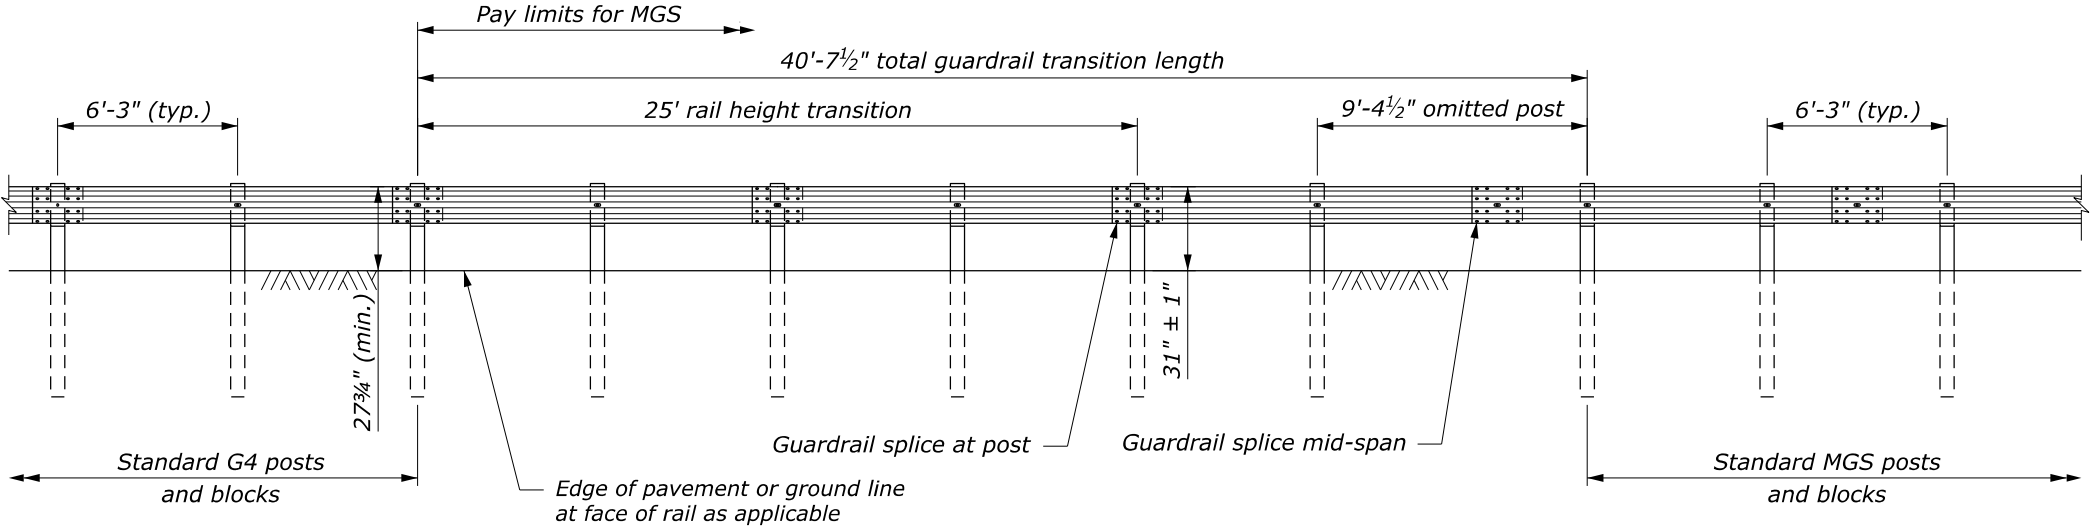 Pay limits for MGS
40'-7½" total guardrail transition length
6'-3" (typ.)
25' rail height transition
9'-4½" omitted post
6'-3" (typ.)
27¾" (min.)
31" ± 1"
Guardrail splice at post
Guardrail splice mid-span
Standard G4 posts
and blocks
Edge of pavement or ground line
at face of rail as applicable
Standard MGS posts
and blocks